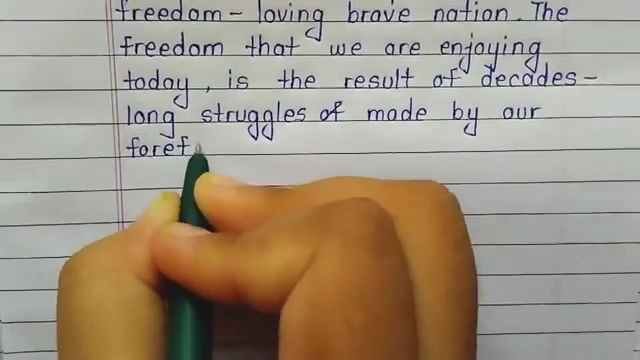 freedom - loving brave nation. The
freedom that we are enjoying
today, is the result of decades -
long struggles of made by our
foref